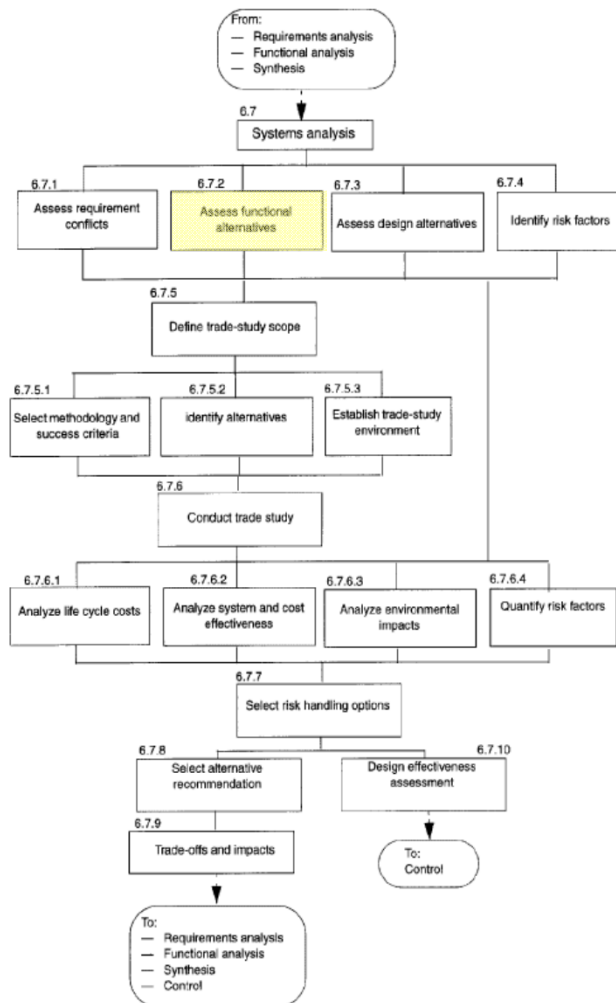 From:
— Requirements analysis
— Functional analysis
— Synthesis
6.7
Systems analysis
6.7.1
Assess requirement
conflicts
6.7.2
Assess functional
alternatives
6.7.3
Assess design alternatives
6.7.4
Identify risk factors
6.7.5
Define trade-study scope
6.7.5.1
Select methodology and
success criteria
6.7.5.2
identify alternatives
6.7.5.3
Establish trade-study
environment
6.7.6
Conduct trade study
6.7.6.1
Analyze life cycle costs
6.7.6.2
Analyze system and cost
effectiveness
6.7.6.3
Analyze environmental
impacts
6.7.6.4
Quantify risk factors
6.7.7
Select risk handling options
6.7.8
Select alternative
recommendation
6.7.10
Design effectiveness
assessment
6.7.9
Trade-offs and impacts
To:
Control
To:
— Requirements analysis
— Functional analysis
— Synthesis
— Control